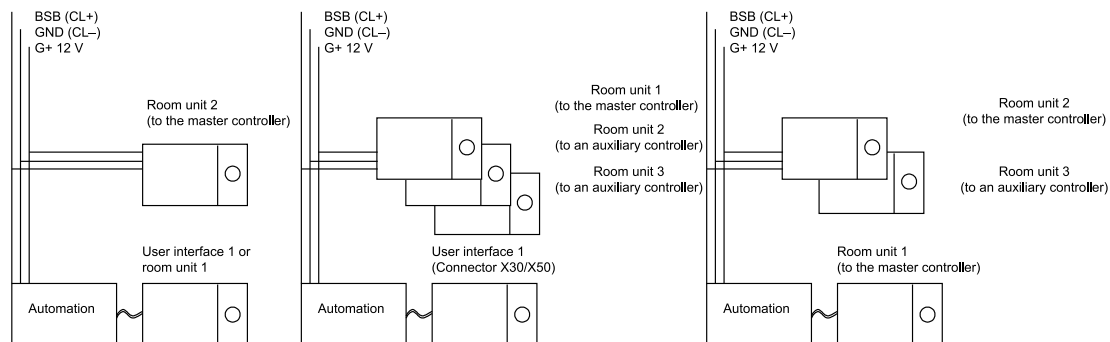 BSB (CL+)
GND (CL–)
G+ 12 V
Room unit 2
(to the master controller)
User interface 1 or
room unit 1
Automation
BSB (CL+)
GND (CL–)
G+ 12 V
Room unit 1
(to the master controller)
Room unit 2
(to an auxiliary controller)
Room unit 3
(to an auxiliary controller)
User interface 1
(Connector X30/X50)
Automation
BSB (CL+)
GND (CL–)
G+ 12 V
Room unit 2
(to the master controller)
Room unit 3
(to an auxiliary controller)
Room unit 1
(to the master controller)
Automation